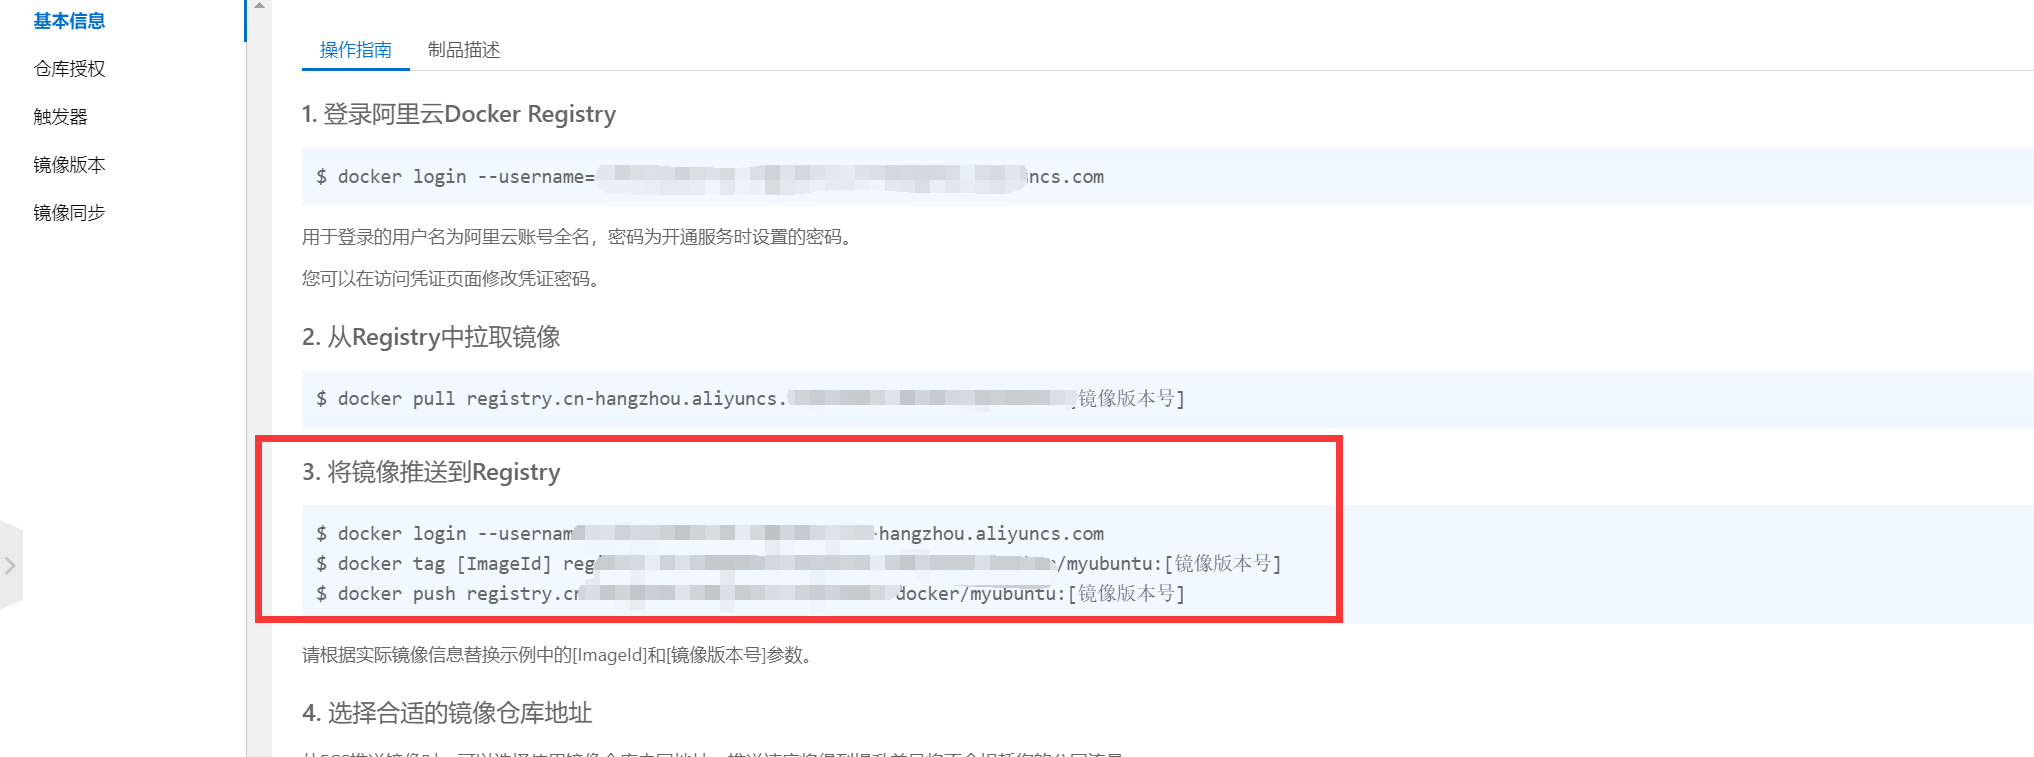 基本信息
仓库授权
触发器
镜像版本
镜像同步
操作指南 制品描述
1. 登录阿里云Docker Registry
$ docker login --username= ncs.com
用于登录的用户名为阿里云账号全名，密码为开通服务时设置的密码。
您可以在访问凭证页面修改凭证密码。
2. 从Registry中拉取镜像
$ docker pull registry.cn-hangzhou.aliyuncs. 镜像版本号]
3. 将镜像推送到Registry
$ docker login --usernam -hangzhou.aliyuncs.com
$ docker tag [ImageId] reg /myubuntu:[镜像版本号]
$ docker push registry.cn docker/myubuntu:[镜像版本号]
请根据实际镜像信息替换示例中的[ImageId]和[镜像版本号]参数。
4. 选择合适的镜像仓库地址